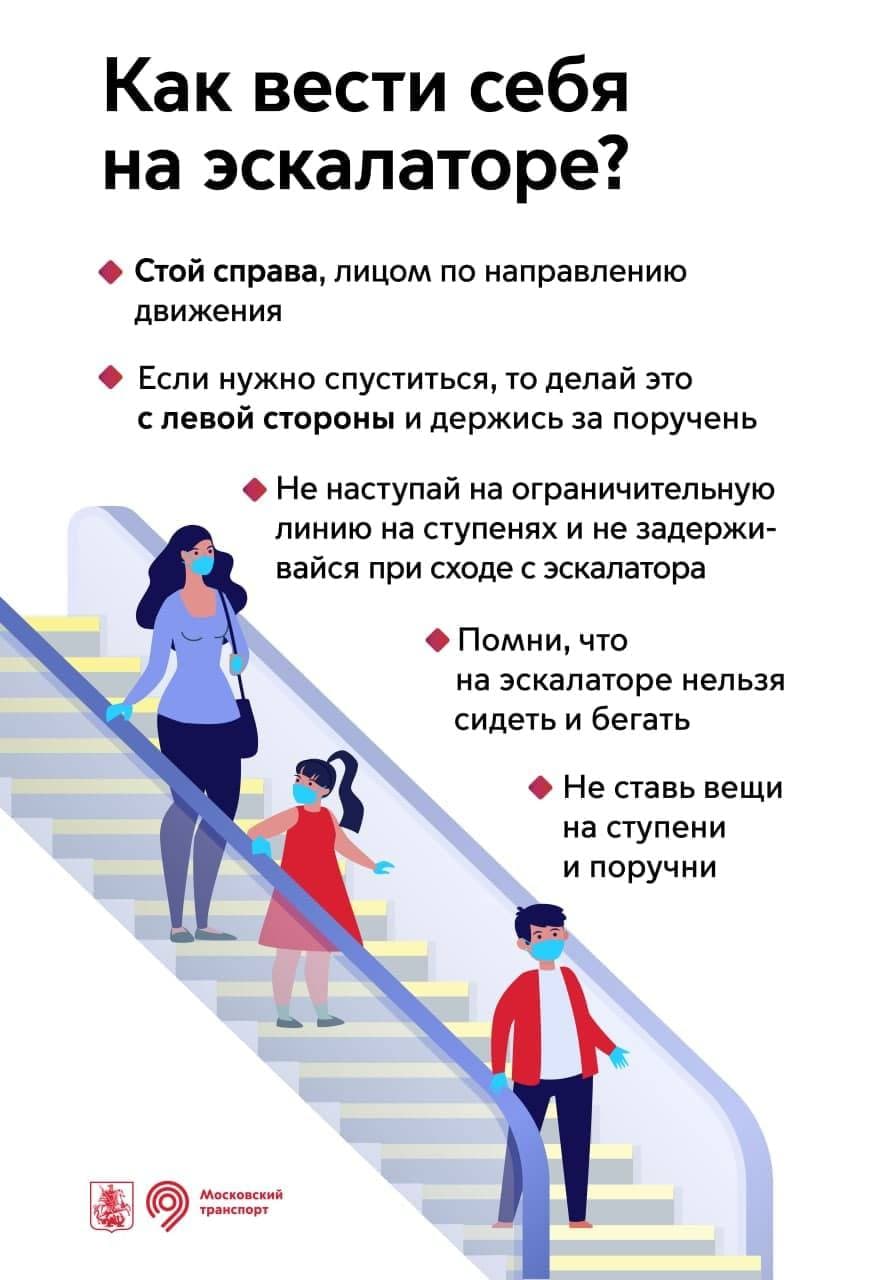 Как вести себя
на эскалаторе?
Стой справа, лицом по направлению
движения
Если нужно спуститься, то делай это
с левой стороны и держись за поручень
Не наступай на ограничительную
линию на ступенях и не задержи-
вайся при сходе с эскалатора
Помни, что
на эскалаторе нельзя
сидеть и бегать
Не ставь вещи
на ступени
и поручни
Московский
транспорт